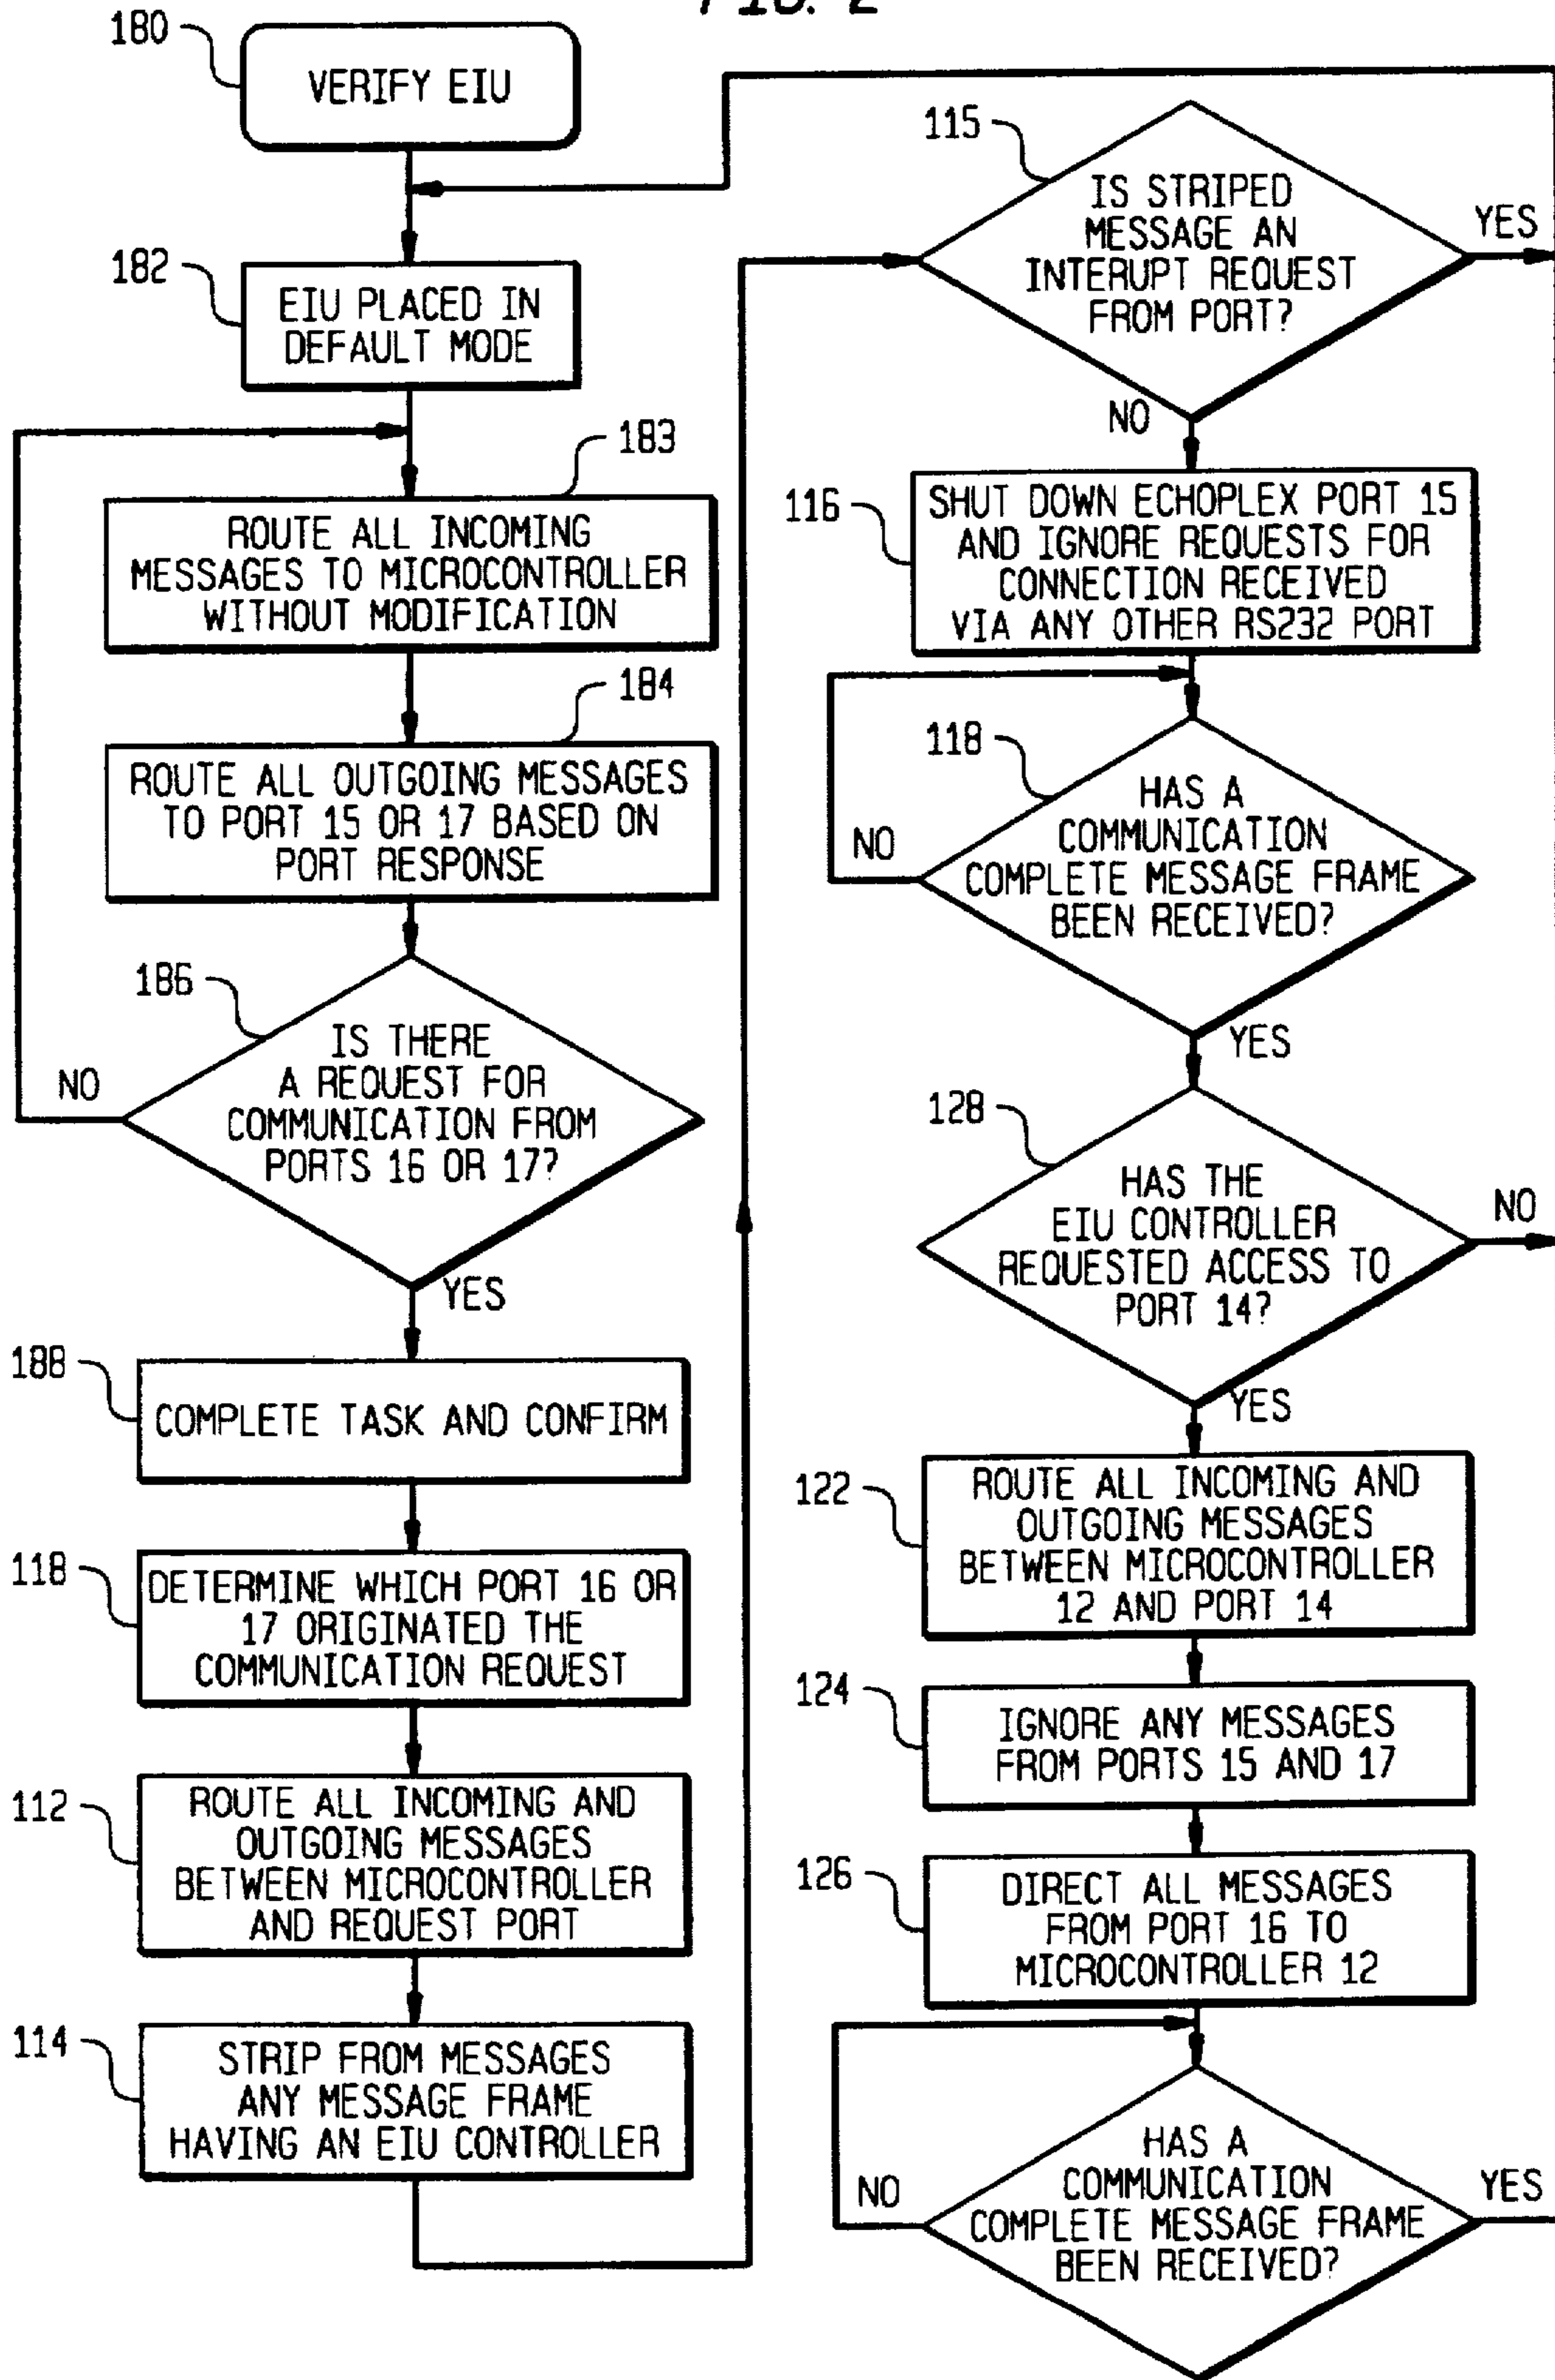 FIG. 2
180
VERIFY EIU
182
EIU PLACED IN
DEFAULT MODE
183
ROUTE ALL INCOMING
MESSAGES TO MICROCONTROLLER
WITHOUT MODIFICATION
184
ROUTE ALL OUTGOING MESSAGES
TO PORT 15 OR 17 BASED ON
PORT RESPONSE
186
IS THERE
A REQUEST FOR
COMMUNICATION FROM
PORTS 16 OR 17?
NO
YES
188
COMPLETE TASK AND CONFIRM
118
DETERMINE WHICH PORT 16 OR
17 ORIGINATED THE
COMMUNICATION REQUEST
112
ROUTE ALL INCOMING AND
OUTGOING MESSAGES
BETWEEN MICROCONTROLLER
AND REQUEST PORT
114
STRIP FROM MESSAGES
ANY MESSAGE FRAME
HAVING AN EIU CONTROLLER
115
IS STRIPED
MESSAGE AN
INTERUPT REQUEST
FROM PORT?
YES
NO
116
SHUT DOWN ECHOPLEX PORT 15
AND IGNORE REQUESTS FOR
CONNECTION RECEIVED
VIA ANY OTHER RS232 PORT
118
HAS A
COMMUNICATION
COMPLETE MESSAGE FRAME
BEEN RECEIVED?
NO
YES
128
HAS THE
EIU CONTROLLER
REQUESTED ACCESS TO
PORT 14?
NO
YES
122
ROUTE ALL INCOMING AND
OUTGOING MESSAGES
BETWEEN MICROCONTROLLER
12 AND PORT 14
124
IGNORE ANY MESSAGES
FROM PORTS 15 AND 17
126
DIRECT ALL MESSAGES
FROM PORT 16 TO
MICROCONTROLLER 12
HAS A
COMMUNICATION
COMPLETE MESSAGE FRAME
BEEN RECEIVED?
NO
YES